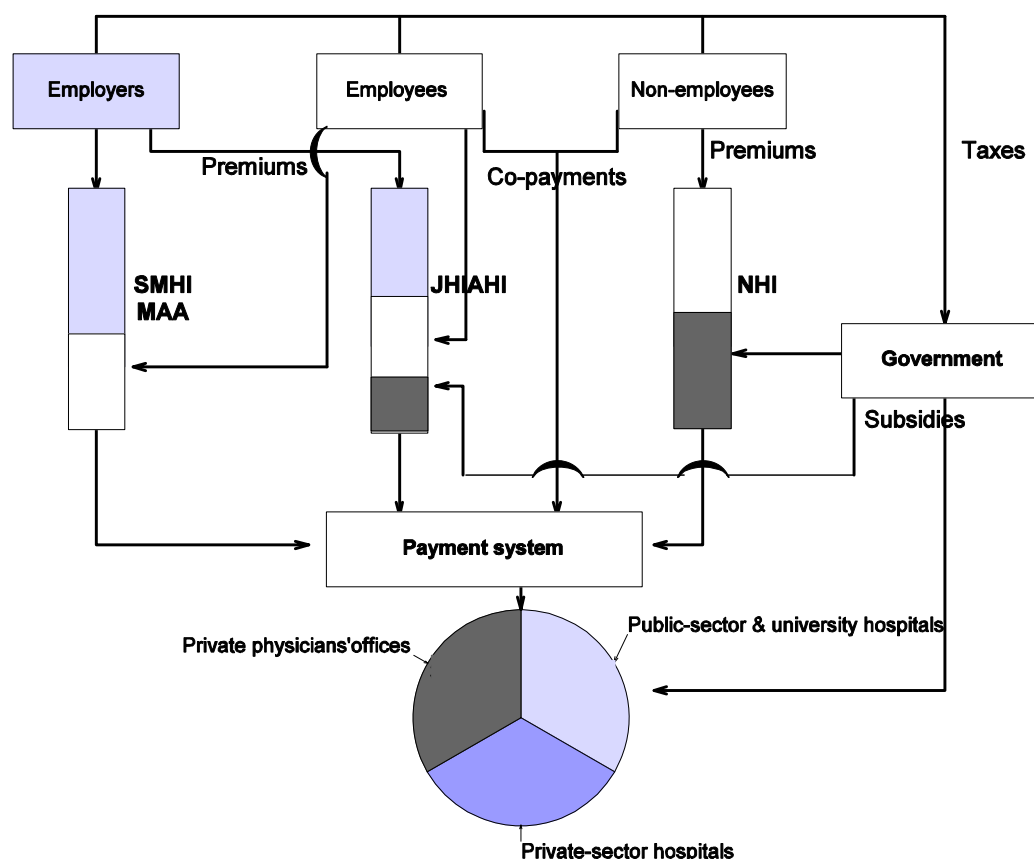 Employers
Employees
Non-employees
Premiums
Co-payments
Premiums
Taxes
SMHI
MAA
JHIAHI
NHI
Government
Subsidies
Payment system
Private physicians'offices
Public-sector & university hospitals
Private-sector hospitals